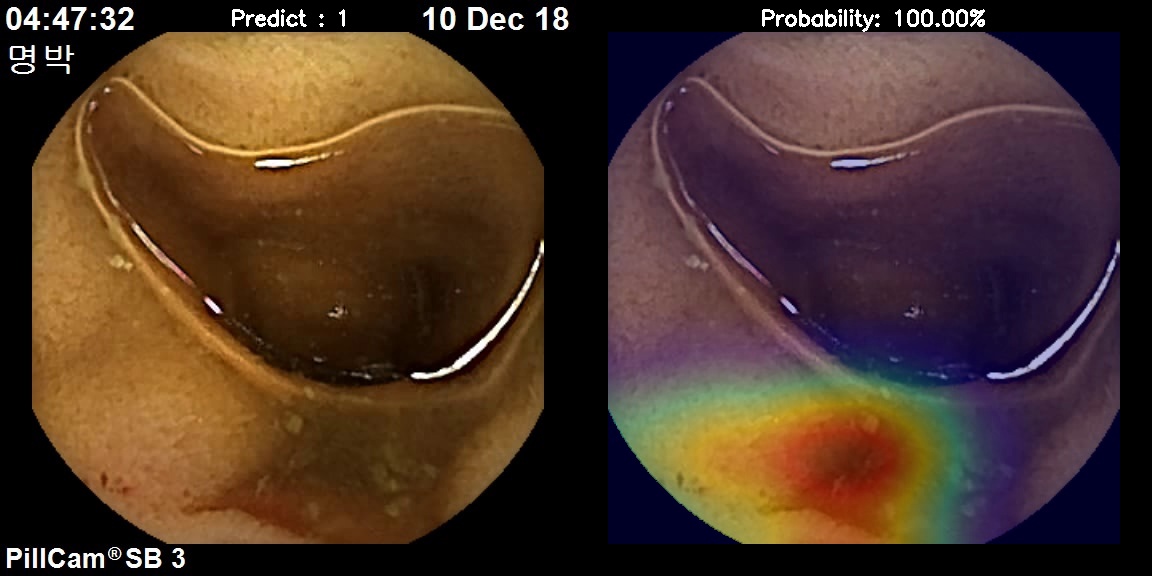 04:47:32
Predict : 1
10 Dec 18
Probability: 100.00%
명박
PillCam® SB 3